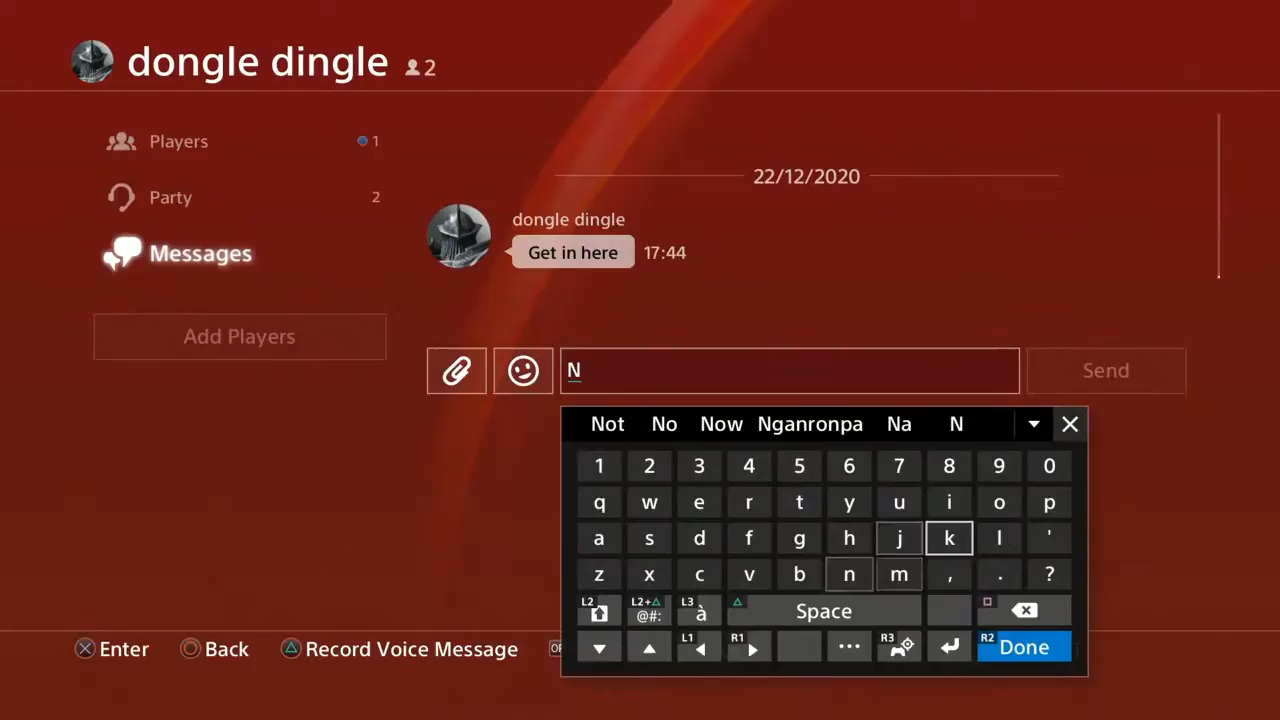 dongle dingle 2
Players 1
Party 2
Messages
Add Players
22/12/2020
dongle dingle
Get in here 17:44
N
Send
Not No Now Nganronpa Na N
1 2 3 4 5 6 7 8 9 0
q w e r t y u i o p
a s d f g h j k l '
z x c v b n m , . ?
L2 L2+△ @#: L3 à △ Space
L1 R1 ... R3 R2 Done
Enter Back Record Voice Message